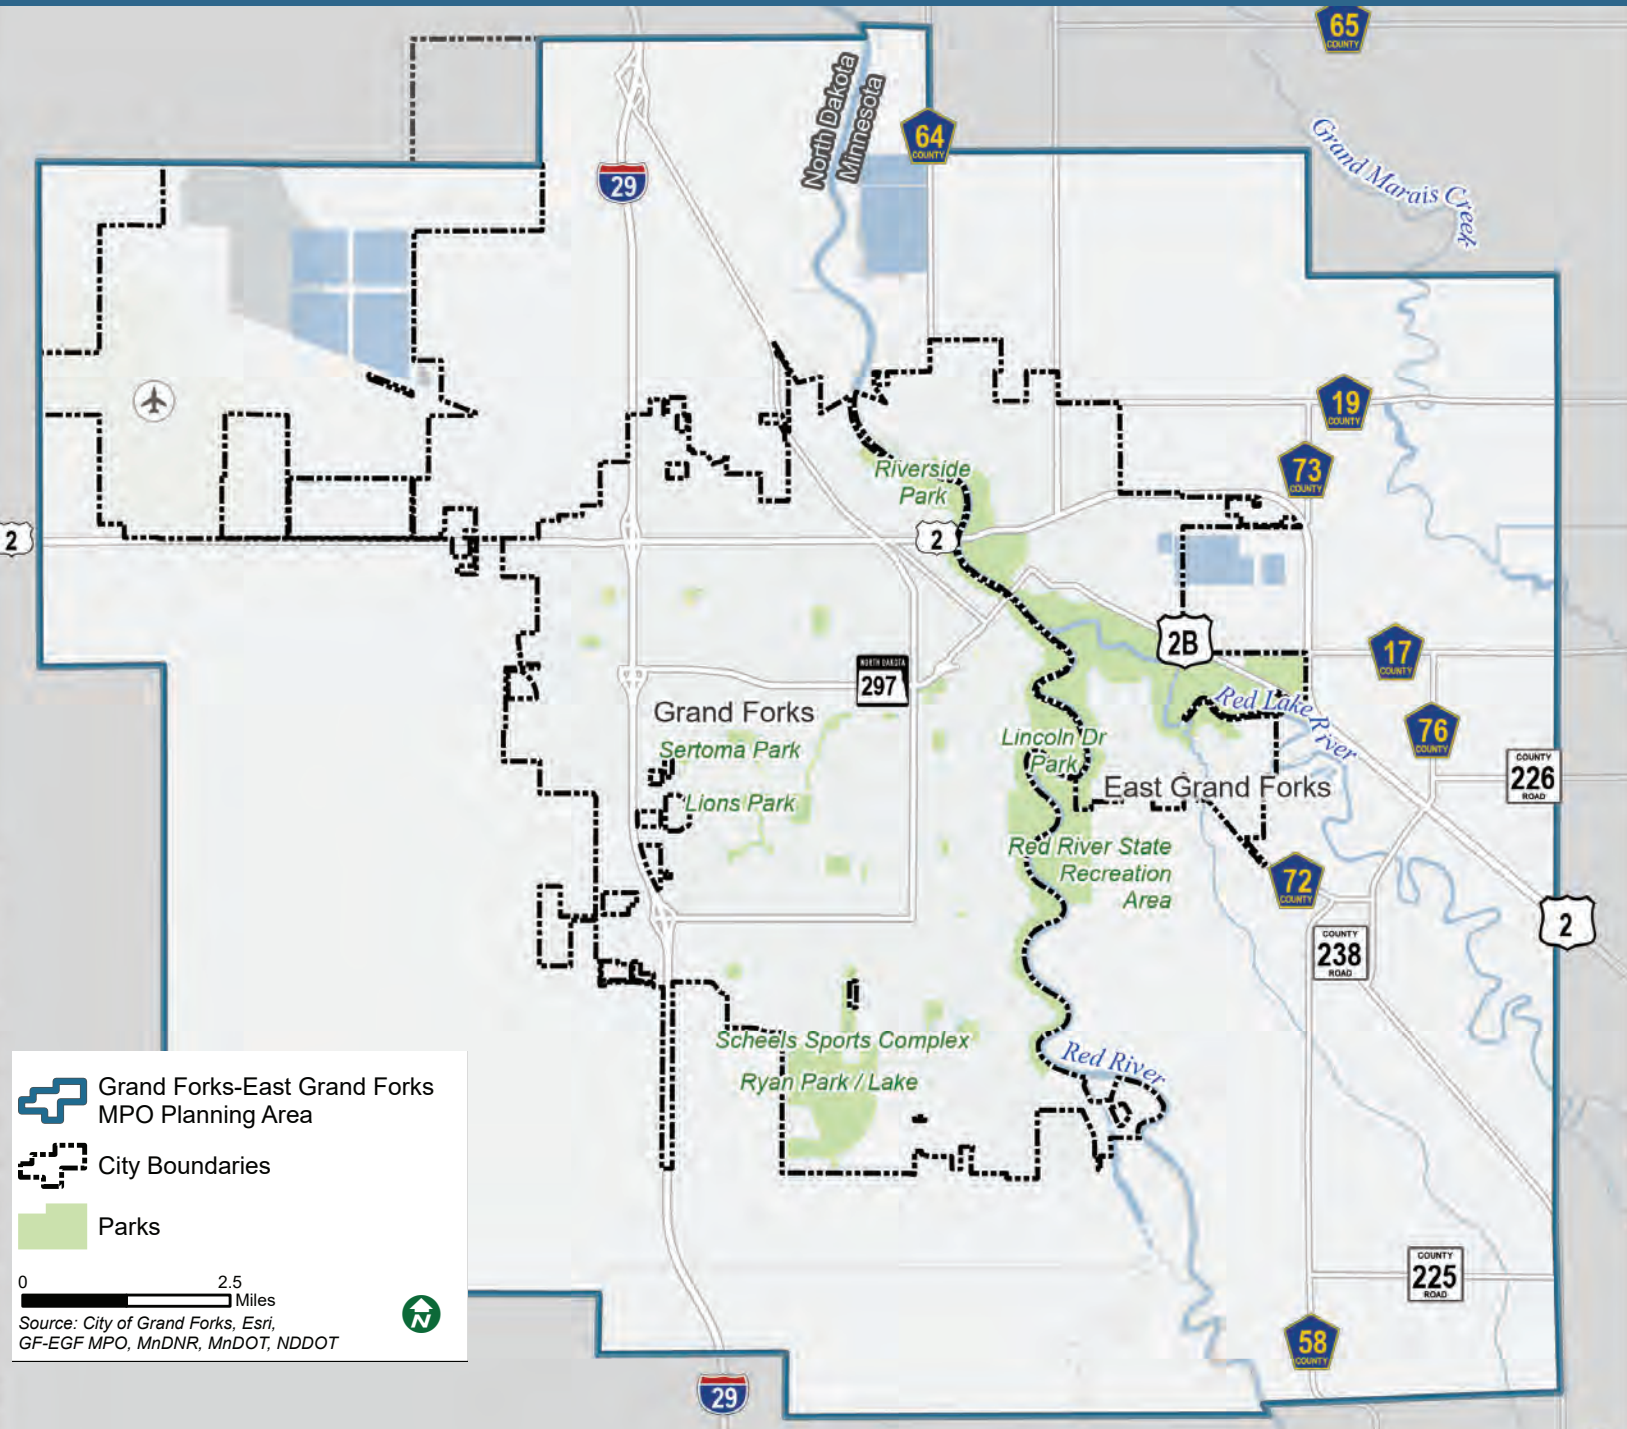 65
COUNTY
North Dakota
Minnesota
64
COUNTY
Grand Marais Creek
29
19
COUNTY
73
COUNTY
Riverside
Park
2
2
2B
17
COUNTY
NORTH DAKOTA
297
Red Lake River
76
COUNTY
Grand Forks
Sertoma Park
Lincoln Dr
Park
COUNTY
226
ROAD
East Grand Forks
Lions Park
Red River State
Recreation
Area
72
COUNTY
2
COUNTY
238
ROAD
Scheels Sports Complex
Red River
Ryan Park / Lake
Grand Forks-East Grand Forks
MPO Planning Area
City Boundaries
Parks
0 2.5
Miles
N
Source: City of Grand Forks, Esri,
GF-EGF MPO, MnDNR, MnDOT, NDDOT
COUNTY
225
ROAD
58
COUNTY
29